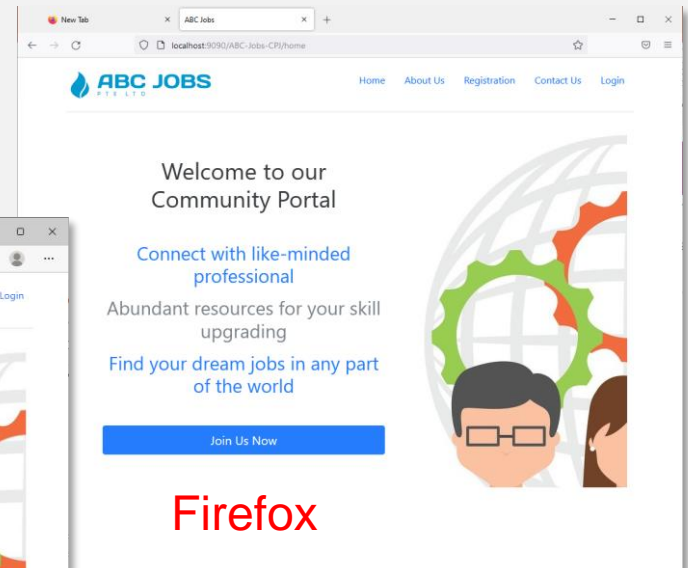 New Tab
ABC Jobs
localhost:9090/ABC-Jobs-CPJ/home
ABC JOBS
PTE LTD
Home About Us Registration Contact Us Login
Welcome to our
Community Portal
Connect with like-minded
professional
Abundant resources for your skill
upgrading
Find your dream jobs in any part
of the world
Join Us Now
Firefox
Login